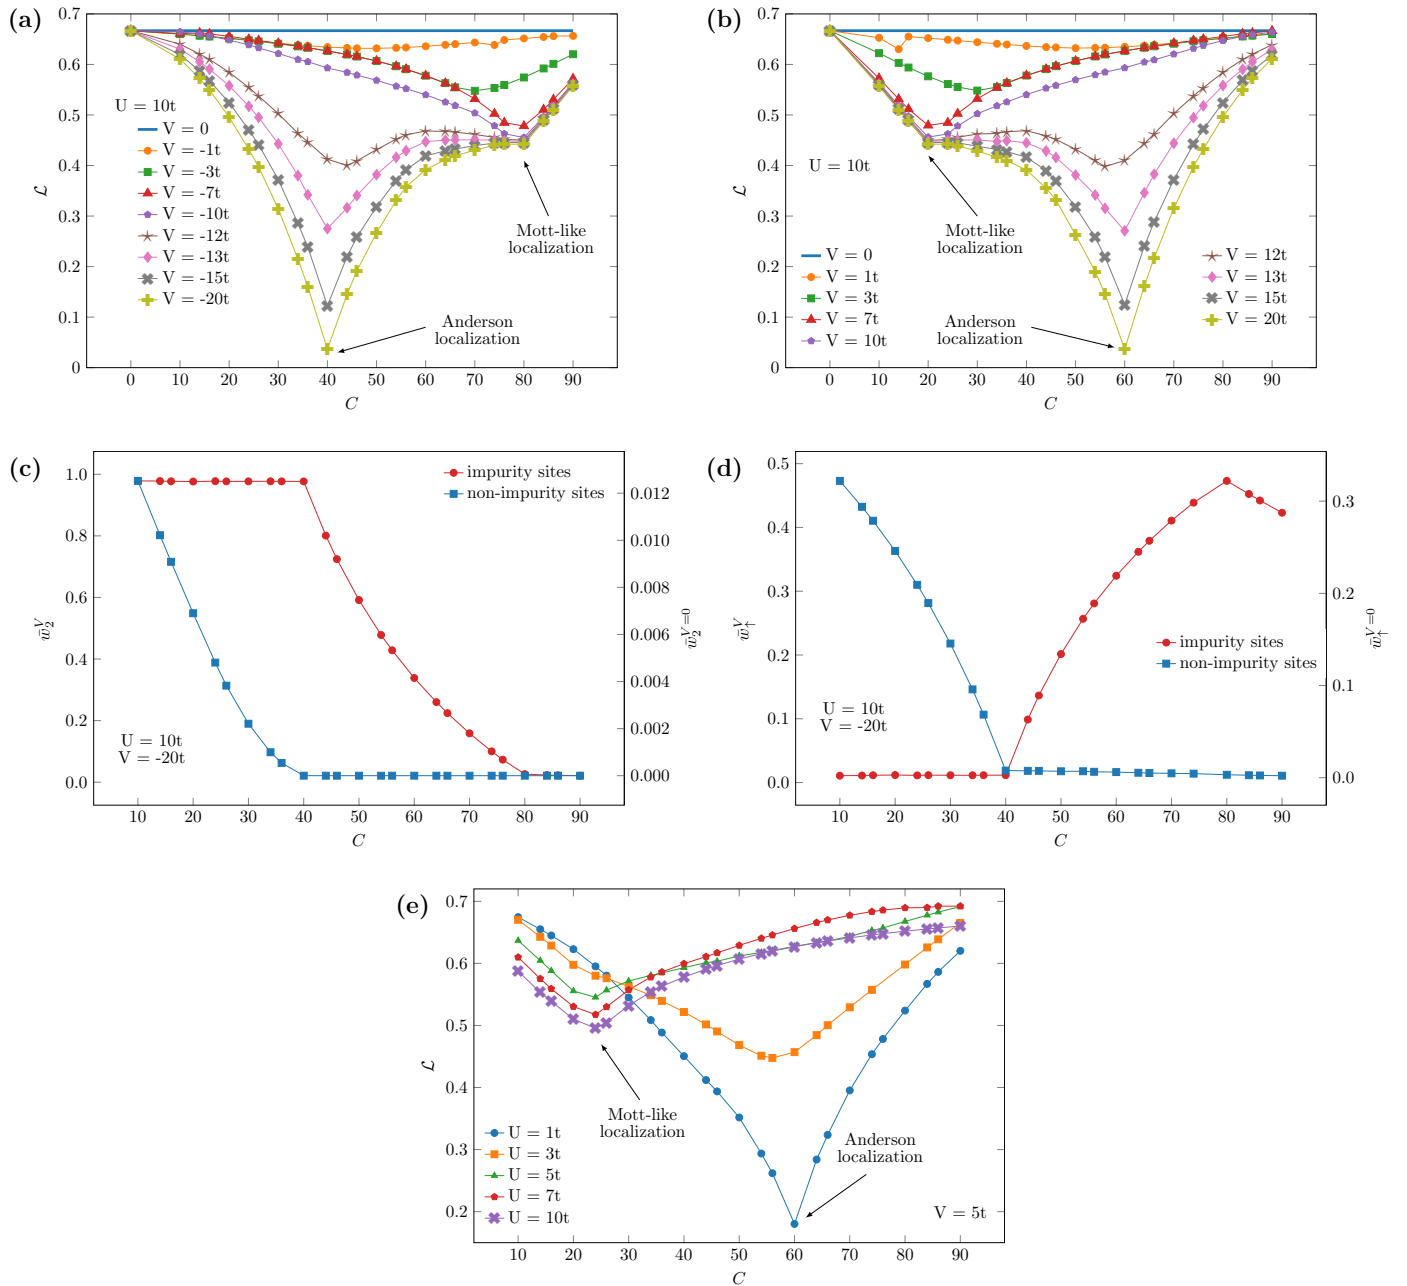 (a)
0.7
0.6
0.5
0.4
0.3
0.2
0.1
0
ℒ
U = 10t
V = 0
V = -1t
V = -3t
V = -7t
V = -10t
V = -12t
V = -13t
V = -15t
V = -20t
Mott-like
localization
Anderson
localization
0 10 20 30 40 50 60 70 80 90
C
(b)
0.7
0.6
0.5
0.4
0.3
0.2
0.1
0
ℒ
U = 10t
Mott-like
localization
V = 0
V = 1t
V = 3t
V = 7t
V = 10t
Anderson
localization
V = 12t
V = 13t
V = 15t
V = 20t
0 10 20 30 40 50 60 70 80 90
C
(c)
1.0
0.8
0.6
0.4
0.2
0.0
w̄₂^V
impurity sites
non-impurity sites
U = 10t
V = -20t
0.012
0.010
0.008
0.006
0.004
0.002
0.000
w̄₂^V=0
10 20 30 40 50 60 70 80 90
C
(d)
0.5
0.4
0.3
0.2
0.1
0.0
w̄↑^V
impurity sites
non-impurity sites
U = 10t
V = -20t
0.3
0.2
0.1
0.0
w̄↑^V=0
10 20 30 40 50 60 70 80 90
C
(e)
0.7
0.6
0.5
0.4
0.3
0.2
ℒ
Mott-like
localization
U = 1t
U = 3t
U = 5t
U = 7t
U = 10t
Anderson
localization
V = 5t
10 20 30 40 50 60 70 80 90
C